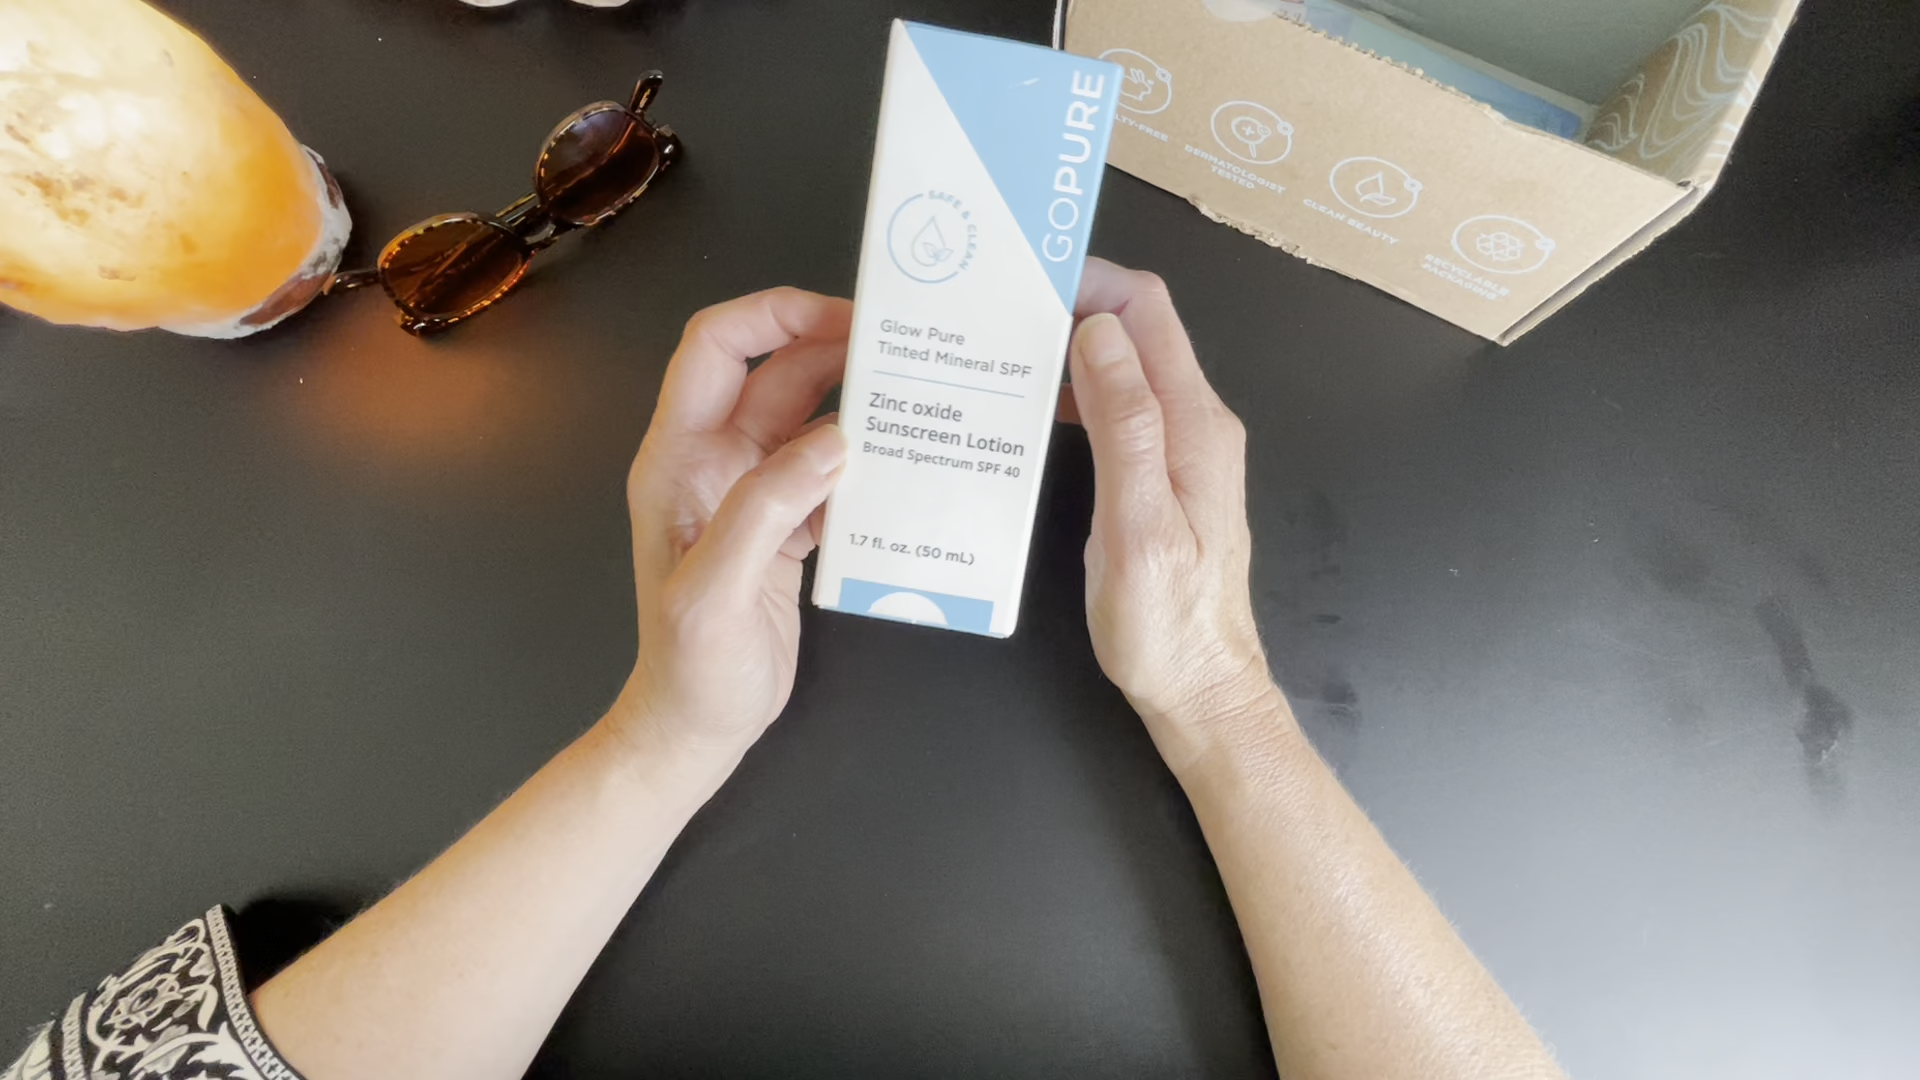 GOPURE
SAFE & CLEAN
Glow Pure
Tinted Mineral SPF
Zinc oxide
Sunscreen Lotion
Broad Spectrum SPF 40
1.7 fl. oz. (50 mL)
DERMATOLOGIST
TESTED
CLEAN BEAUTY
RECYCLABLE
PACKAGING